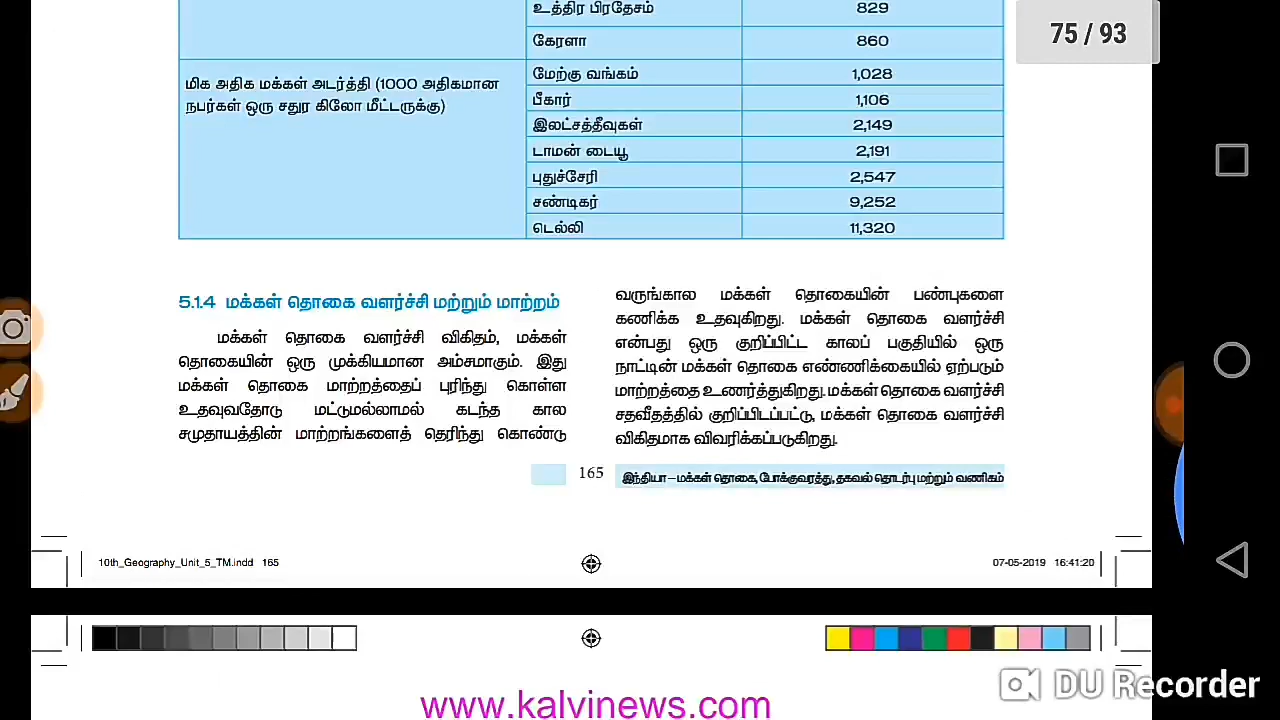 உத்திர பிரதேசம் 829
75 / 93
கேரளா 860
மிக அதிக மக்கள் அடர்த்தி (1000 அதிகமான
நபர்கள் ஒரு சதுர கிலோ மீட்டருக்கு)
மேற்கு வங்கம் 1,028
பீகார் 1,106
இலட்சத்தீவுகள் 2,149
டாமன் டையூ 2,191
புதுச்சேரி 2,547
சண்டிகர் 9,252
டெல்லி 11,320
5.1.4 மக்கள் தொகை வளர்ச்சி மற்றும் மாற்றம்
மக்கள் தொகை வளர்ச்சி விகிதம், மக்கள்
தொகையின் ஒரு முக்கியமான அம்சமாகும். இது
மக்கள் தொகை மாற்றத்தைப் புரிந்து கொள்ள
உதவுவதோடு மட்டுமல்லாமல் கடந்த கால
சமுதாயத்தின் மாற்றங்களைத் தெரிந்து கொண்டு
வருங்கால மக்கள் தொகையின் பண்புகளை
கணிக்க உதவுகிறது. மக்கள் தொகை வளர்ச்சி
என்பது ஒரு குறிப்பிட்ட காலப் பகுதியில் ஒரு
நாட்டின் மக்கள் தொகை எண்ணிக்கையில் ஏற்படும்
மாற்றத்தை உணர்த்துகிறது. மக்கள் தொகை வளர்ச்சி
சதவீதத்தில் குறிப்பிடப்பட்டு, மக்கள் தொகை வளர்ச்சி
விகிதமாக விவரிக்கப்படுகிறது.
165 இந்தியா – மக்கள் தொகை, போக்குவரத்து, தகவல் தொடர்பு மற்றும் வணிகம்
10th_Geography_Unit_5_TM.indd 165
07-05-2019 16:41:20
DU Recorder
www.kalvinews.com